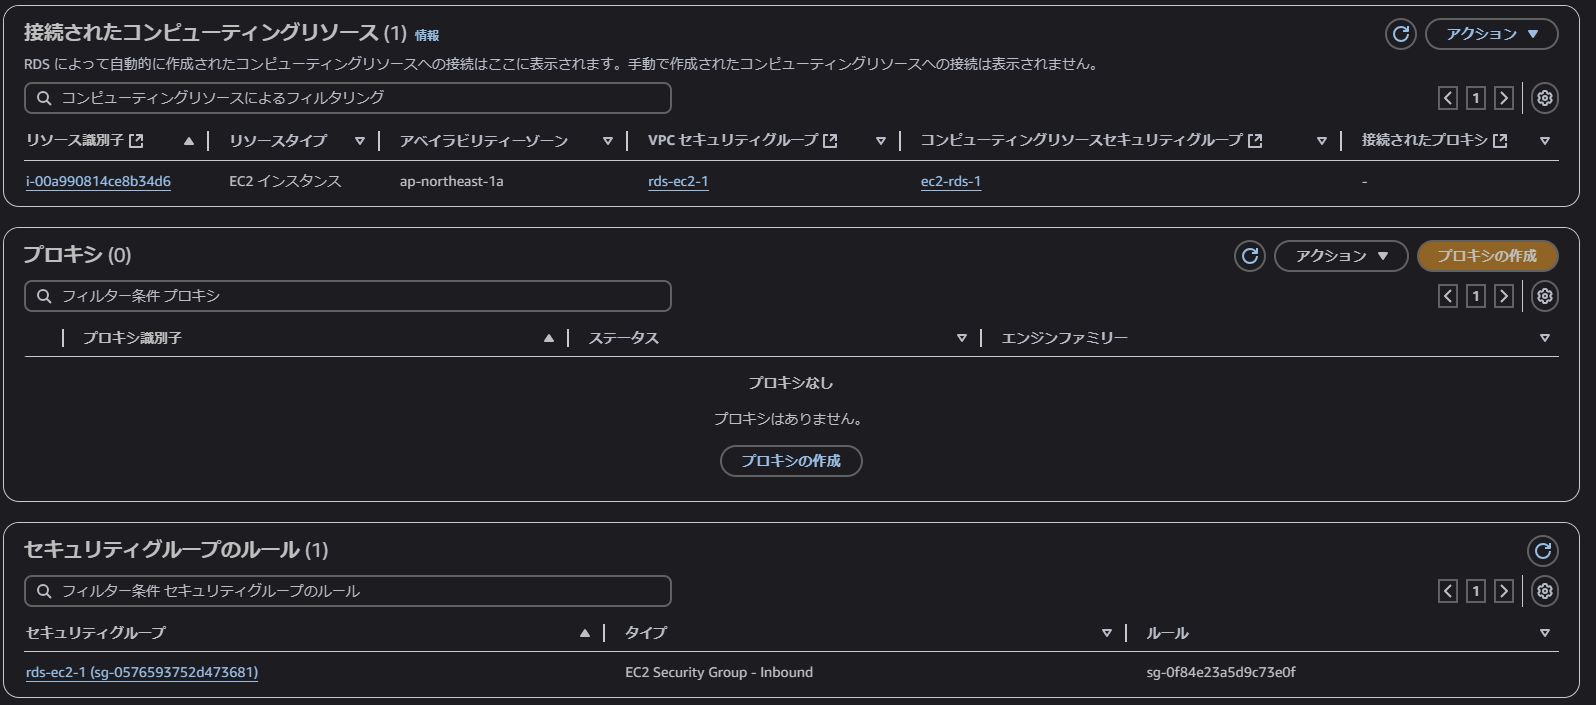 接続されたコンピューティングリソース (1) 情報
アクション
RDS によって自動的に作成されたコンピューティングリソースへの接続はここに表示されます。手動で作成されたコンピューティングリソースへの接続は表示されません。
コンピューティングリソースによるフィルタリング
1
リソース識別子 リソースタイプ アベイラビリティーゾーン VPC セキュリティグループ コンピューティングリソースセキュリティグループ 接続されたプロキシ
i-00a990814ce8b34d6 EC2 インスタンス ap-northeast-1a rds-ec2-1 ec2-rds-1 -
プロキシ (0)
アクション プロキシの作成
フィルター条件 プロキシ
1
プロキシ識別子 ステータス エンジンファミリー
プロキシなし
プロキシはありません。
プロキシの作成
セキュリティグループのルール (1)
フィルター条件 セキュリティグループのルール
1
セキュリティグループ タイプ ルール
rds-ec2-1 (sg-0576593752d473681) EC2 Security Group - Inbound sg-0f84e23a5d9c73e0f